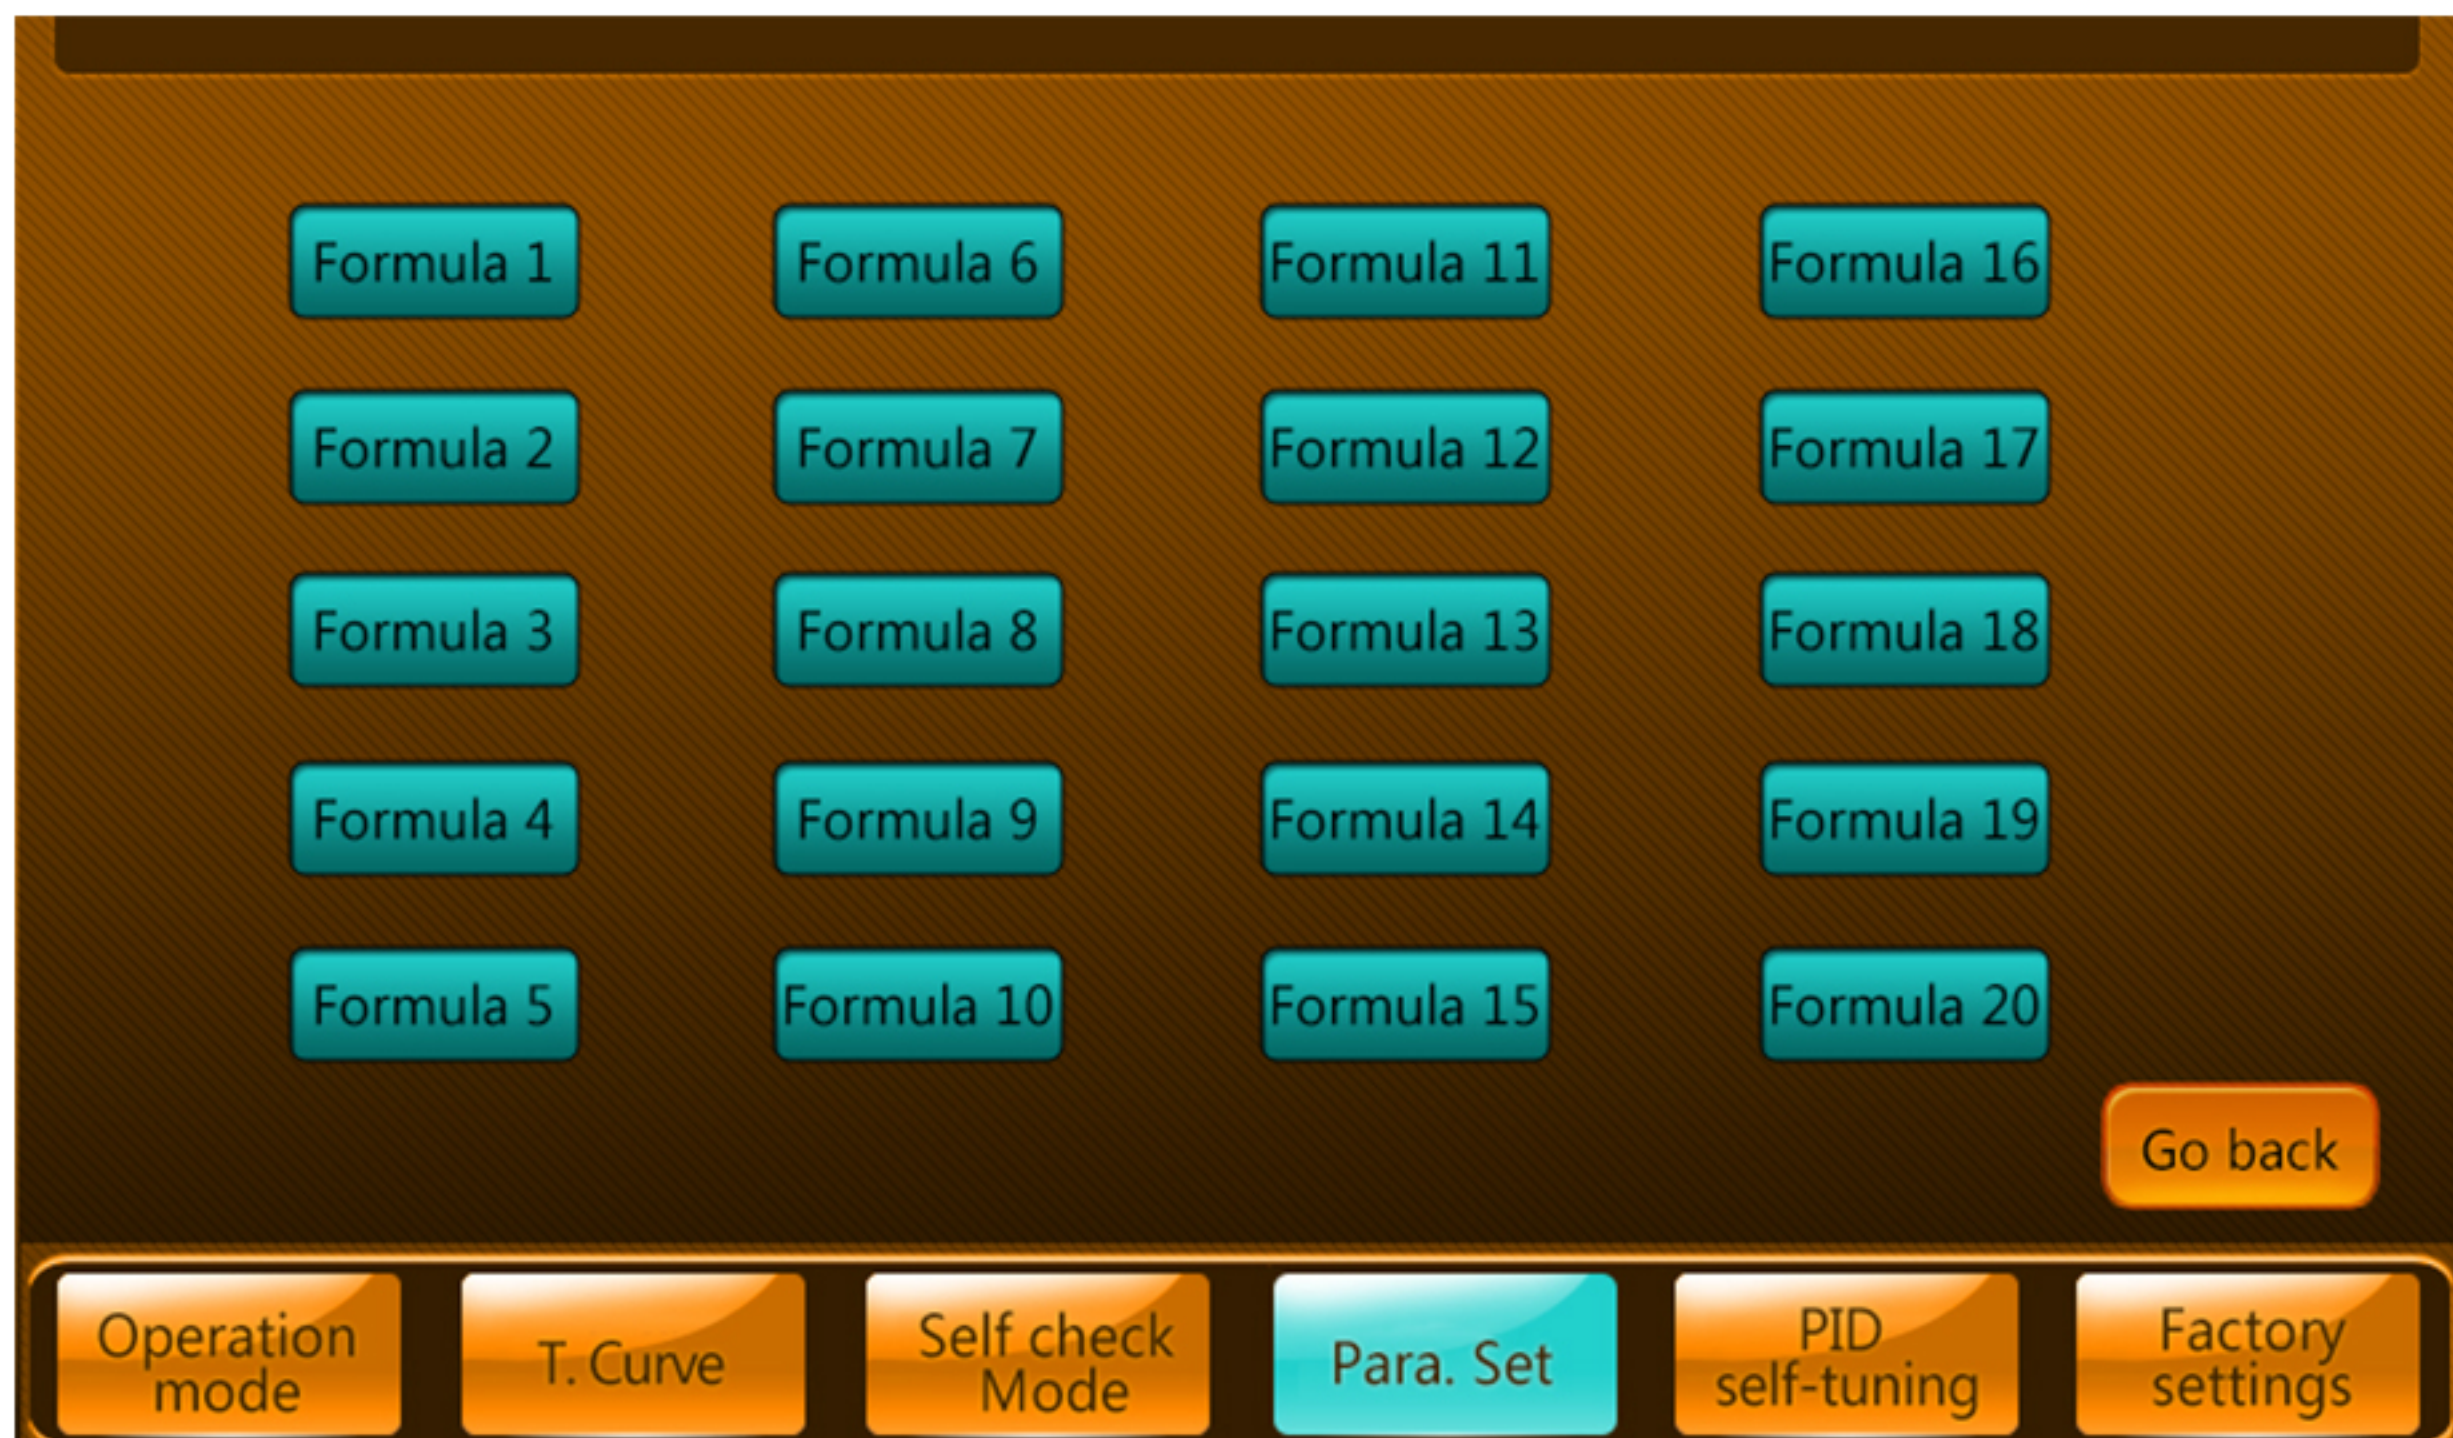 Formula 1
Formula 6
Formula 11
Formula 16
Formula 2
Formula 7
Formula 12
Formula 17
Formula 3
Formula 8
Formula 13
Formula 18
Formula 4
Formula 9
Formula 14
Formula 19
Formula 5
Formula 10
Formula 15
Formula 20
Go back
Operation
mode
T. Curve
Self check
Mode
Para. Set
PID
self-tuning
Factory
settings